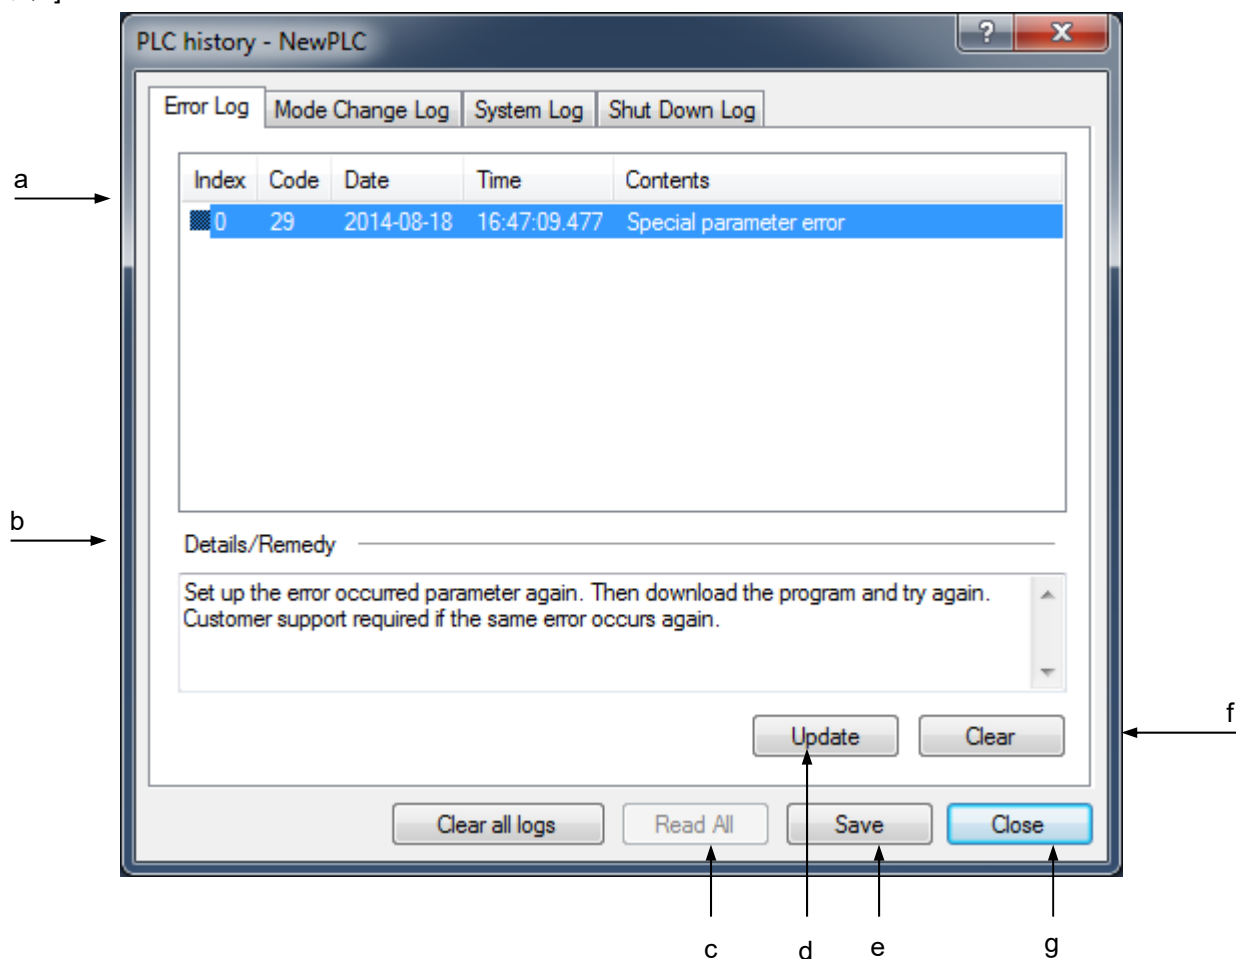 PLC history - NewPLC
?
X
Error Log Mode Change Log System Log Shut Down Log
a
Index Code Date Time Contents
0 29 2014-08-18 16:47:09.477 Special parameter error
b
Details/Remedy
Set up the error occurred parameter again. Then download the program and try again.
Customer support required if the same error occurs again.
f
Update Clear
Clear all logs Read All Save Close
c d e g